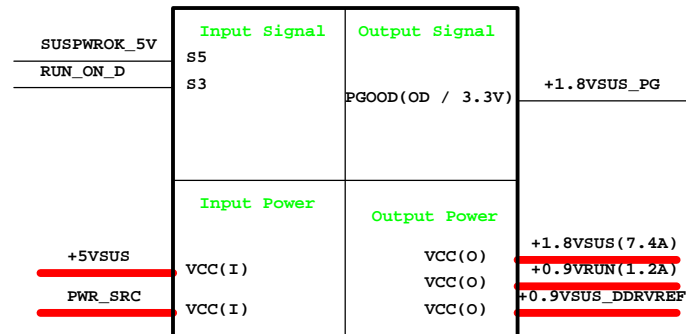 Input Signal Output Signal
SUSPWROK_5V
S5
RUN_ON_D
S3
+1.8VSUS_PG
PGOOD(OD / 3.3V)
Input Power
Output Power
+1.8VSUS(7.4A)
+5VSUS
VCC(O)
VCC(I)
+0.9VRUN(1.2A)
VCC(O)
PWR_SRC
+0.9VSUS_DDRVREF
VCC(I)
VCC(O)